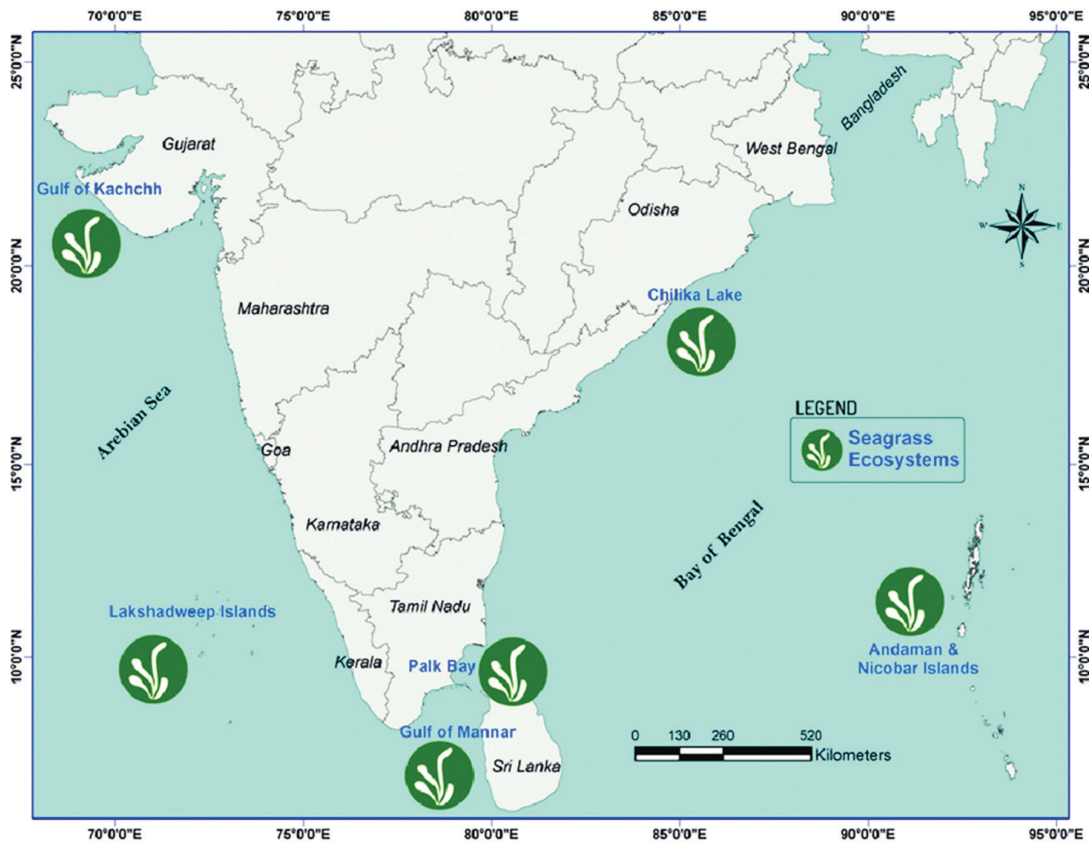 70°0'0"E 75°0'0"E 80°0'0"E 85°0'0"E 90°0'0"E 95°0'0"E
25°0'0"N
25°0'0"N
Bangladesh
Gujarat
West Bengal
Gulf of Kachchh
N
W E
S
Odisha
20°0'0"N
20°0'0"N
Chilika Lake
Maharashtra
Arebian Sea
LEGEND
Seagrass
Ecosystems
Goa
Andhra Pradesh
15°0'0"N
15°0'0"N
Karnataka
Bay of Bengal
Lakshadweep Islands
Tamil Nadu
Kerala
Palk Bay
Andaman &
Nicobar Islands
10°0'0"N
10°0'0"N
Gulf of Mannar
0 130 260 520
Kilometers
Sri Lanka
70°0'0"E 75°0'0"E 80°0'0"E 85°0'0"E 90°0'0"E 95°0'0"E